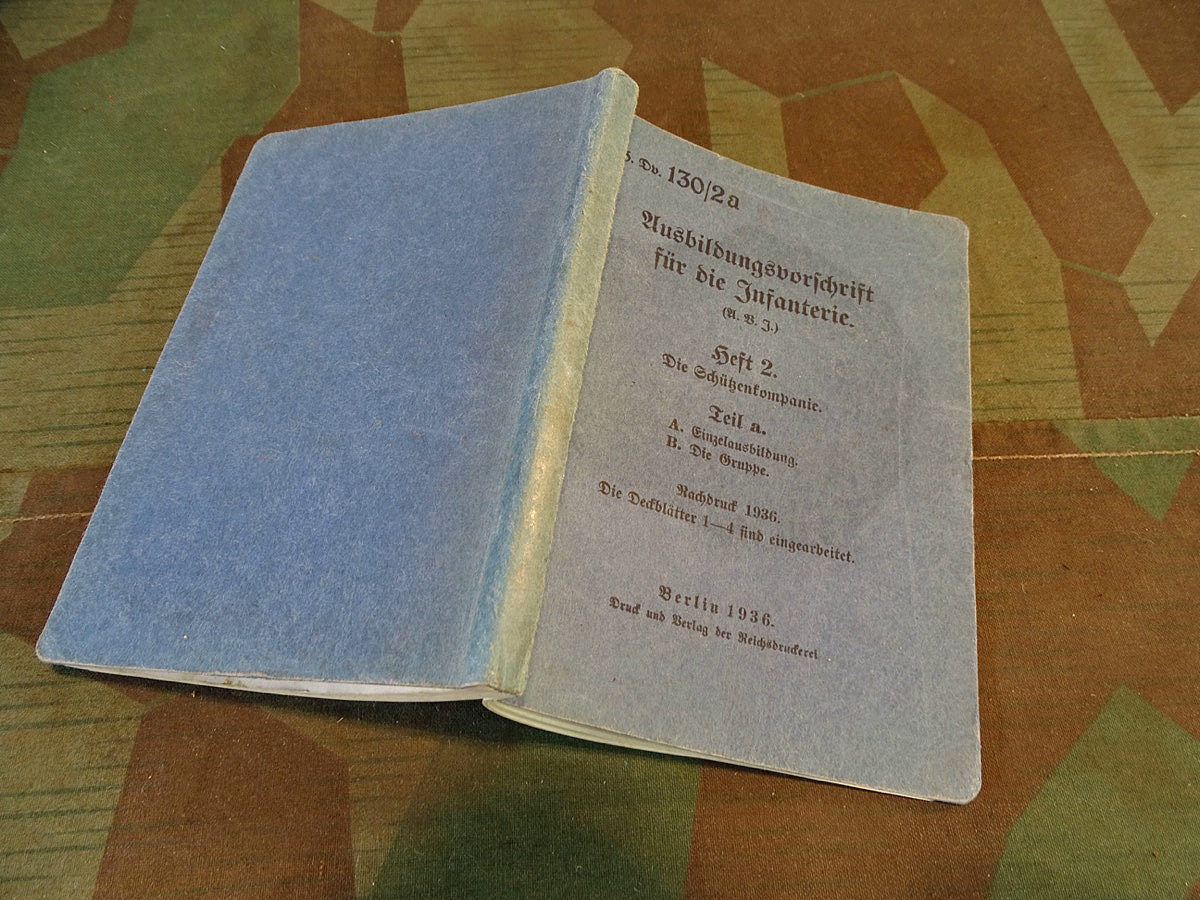 H. Dv. 130/2a
Ausbildungsvorschrift
für die Infanterie.
(A. V. I.)
Heft 2.
Die Schützenkompanie.
Teil a.
A. Einzelausbildung.
B. Die Gruppe.
Nachdruck 1936.
Die Deckblätter 1—4 sind eingearbeitet.
Berlin 1936.
Druck und Verlag der Reichsdruckerei